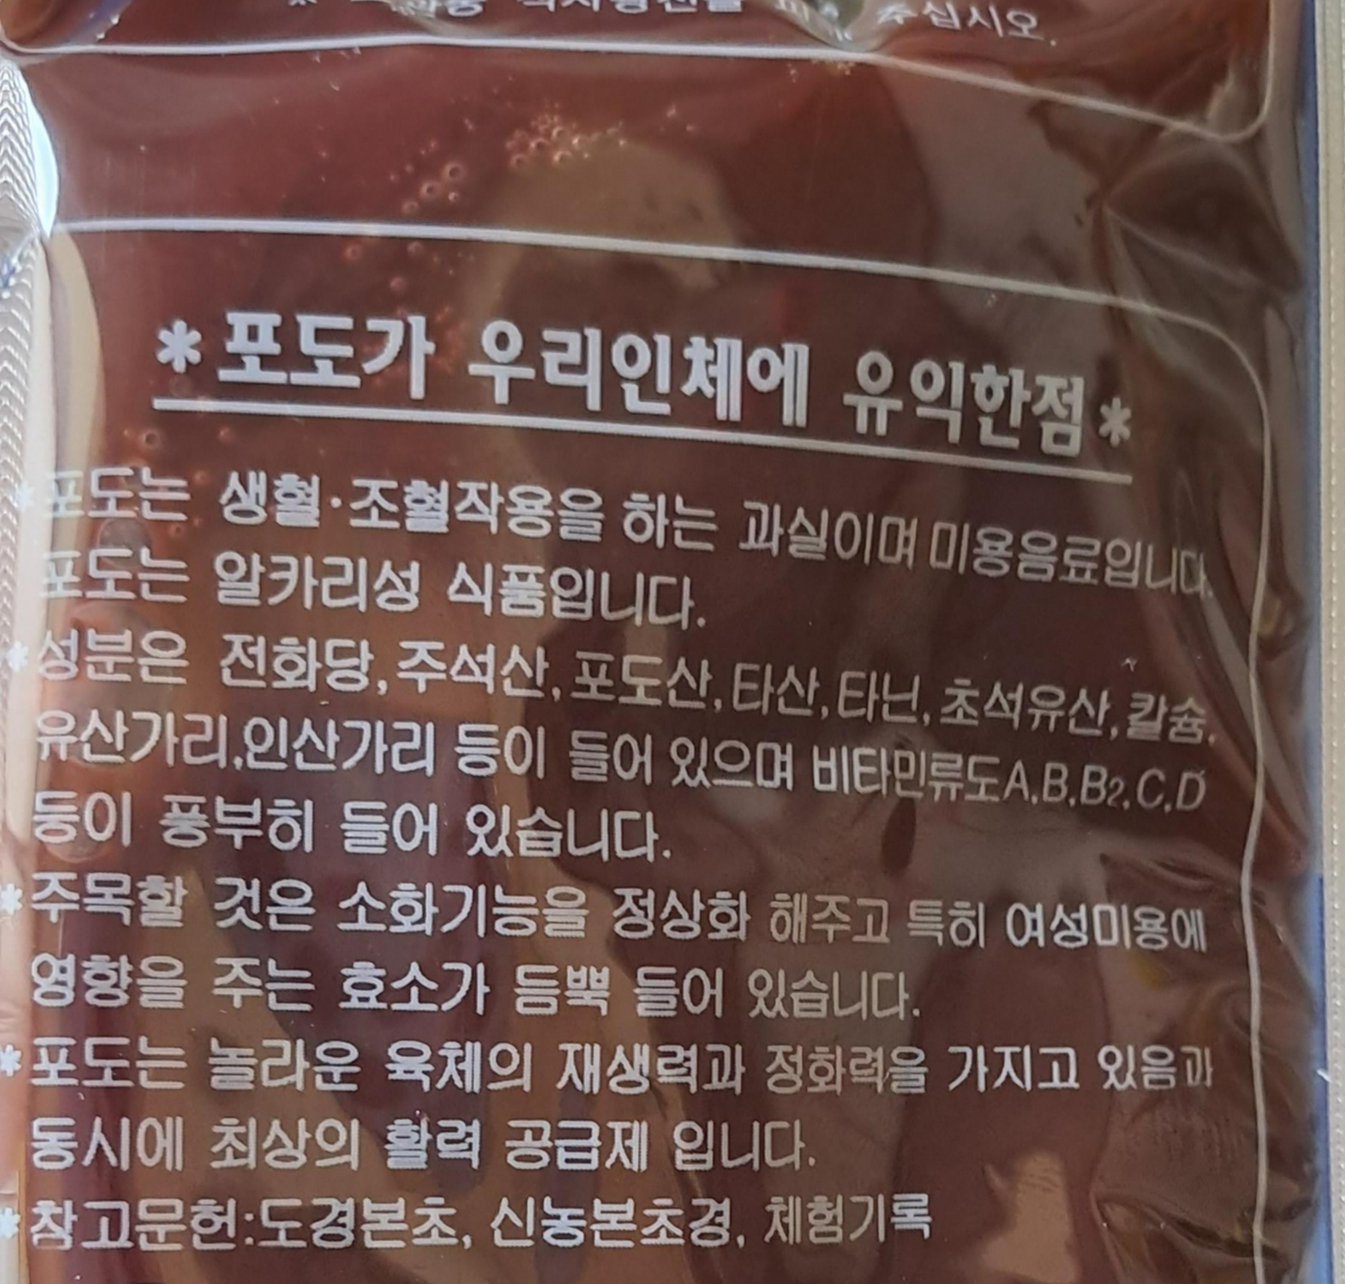 주십시오.
*포도가 우리인체에 유익한점*
*포도는 생혈·조혈작용을 하는 과실이며 미용음료입니다.
포도는 알카리성 식품입니다.
*성분은 전화당, 주석산, 포도산, 타산, 타닌, 초석유산, 칼슘,
유산가리, 인산가리 등이 들어 있으며 비타민류도A,B,B2,C,D
등이 풍부히 들어 있습니다.
*주목할 것은 소화기능을 정상화 해주고 특히 여성미용에
영향을 주는 효소가 듬뿍 들어 있습니다.
*포도는 놀라운 육체의 재생력과 정화력을 가지고 있음과
동시에 최상의 활력 공급제 입니다.
*참고문헌:도경본초, 신농본초경, 체험기록